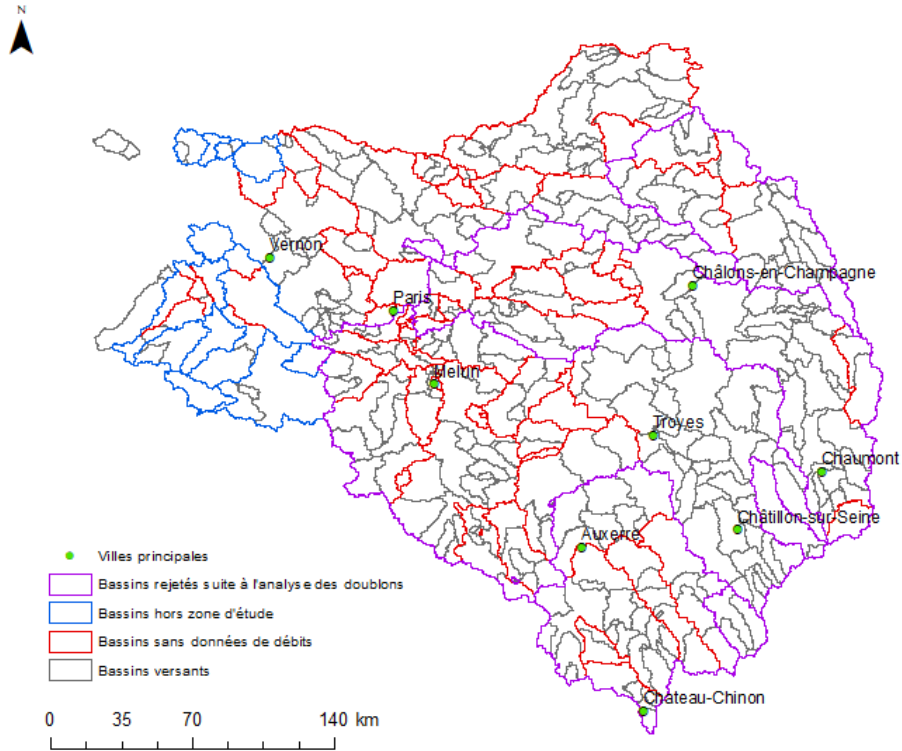 N
Vernon
Châlons-en-Champagne
Paris
Melun
Troyes
Chaumont
Châtillon-sur-Seine
Auxerre
Villes principales
Bassins rejetés suite à l'analyse des doublons
Bassins hors zone d'étude
Bassins sans données de débits
Bassins versants
Château-Chinon
0 35 70 140 km